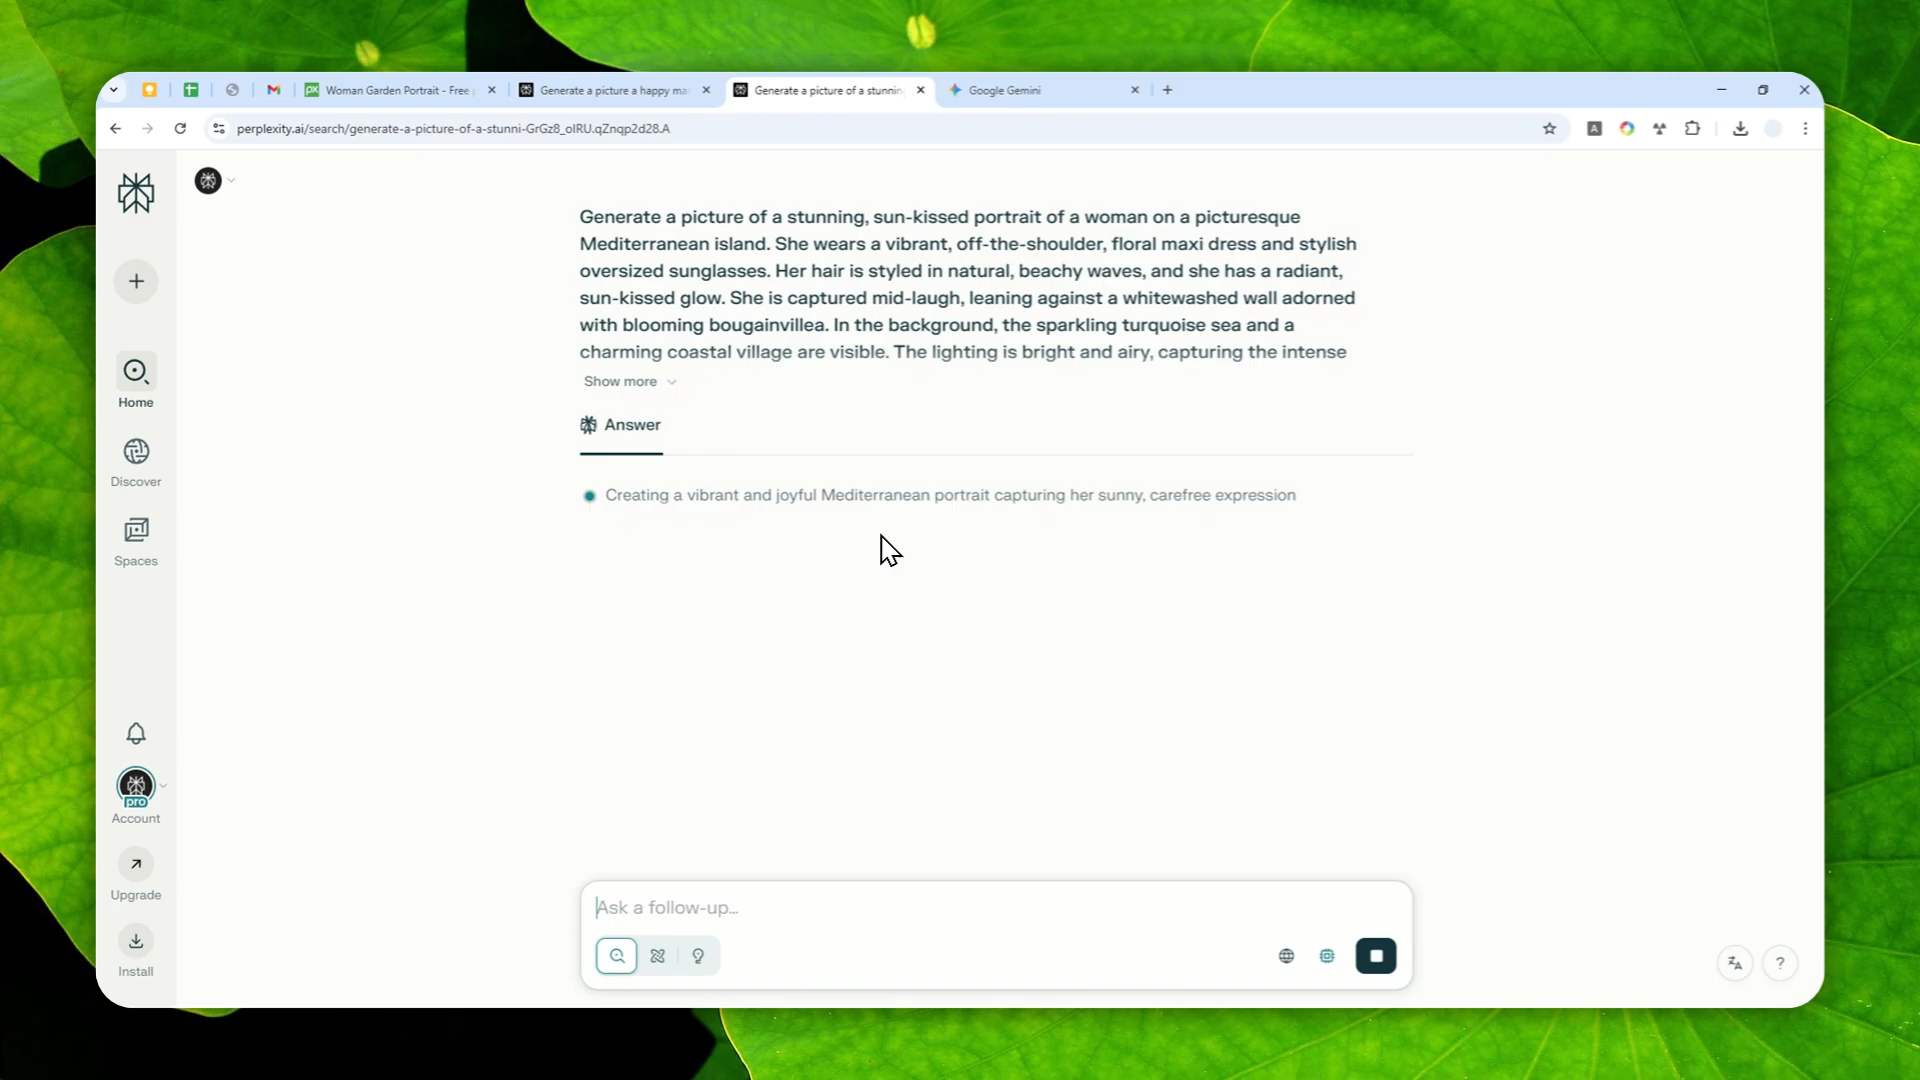 Woman Garden Portrait - Free
Generate a picture a happy ma
Generate a picture of a stunnin
Google Gemini
perplexity.ai/search/generate-a-picture-of-a-stunni-GrGz8_oIRU.qZnqp2d28.A
Generate a picture of a stunning, sun-kissed portrait of a woman on a picturesque
Mediterranean island. She wears a vibrant, off-the-shoulder, floral maxi dress and stylish
oversized sunglasses. Her hair is styled in natural, beachy waves, and she has a radiant,
sun-kissed glow. She is captured mid-laugh, leaning against a whitewashed wall adorned
with blooming bougainvillea. In the background, the sparkling turquoise sea and a
charming coastal village are visible. The lighting is bright and airy, capturing the intense
Show more
Answer
Creating a vibrant and joyful Mediterranean portrait capturing her sunny, carefree expression
Home
Discover
Spaces
pro
Account
Upgrade
Install
Ask a follow-up...